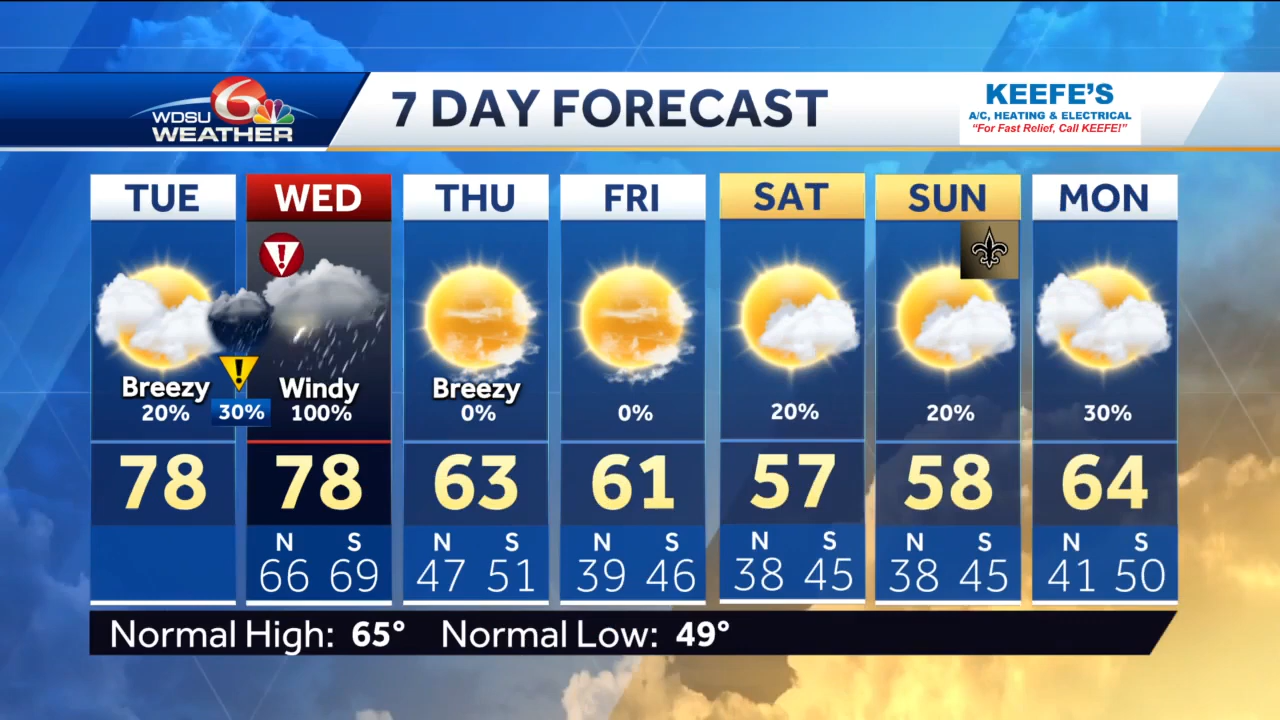 WDSU 6
WEATHER
7 DAY FORECAST
KEEFE'S
A/C, HEATING & ELECTRICAL
"For Fast Relief, Call KEEFE!"
TUE WED THU FRI SAT SUN MON
! !
Breezy Windy Breezy
20% 30% 100% 0% 0% 20% 20% 30%
78 78 63 61 57 58 64
N S N S N S N S N S N S
66 69 47 51 39 46 38 45 38 45 41 50
Normal High: 65° Normal Low: 49°